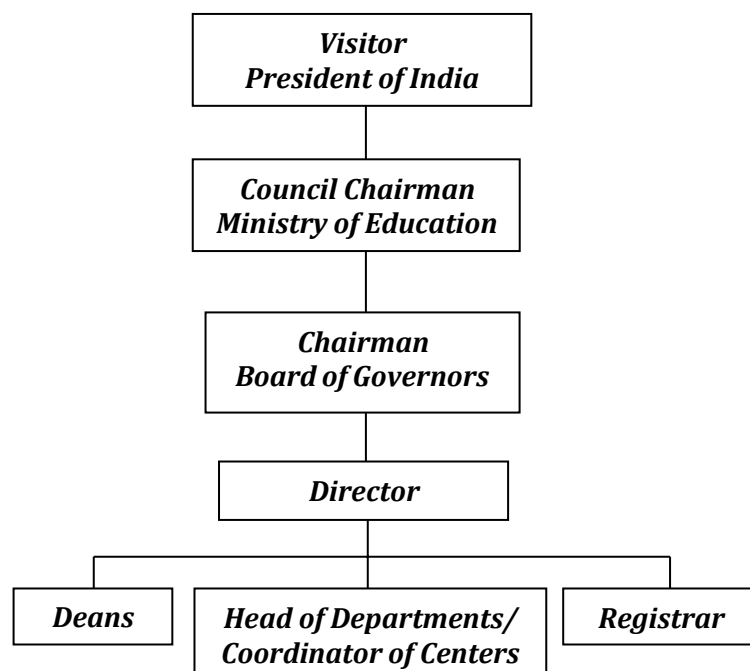 Visitor
President of India
Council Chairman
Ministry of Education
Chairman
Board of Governors
Director
Deans
Head of Departments/
Coordinator of Centers
Registrar